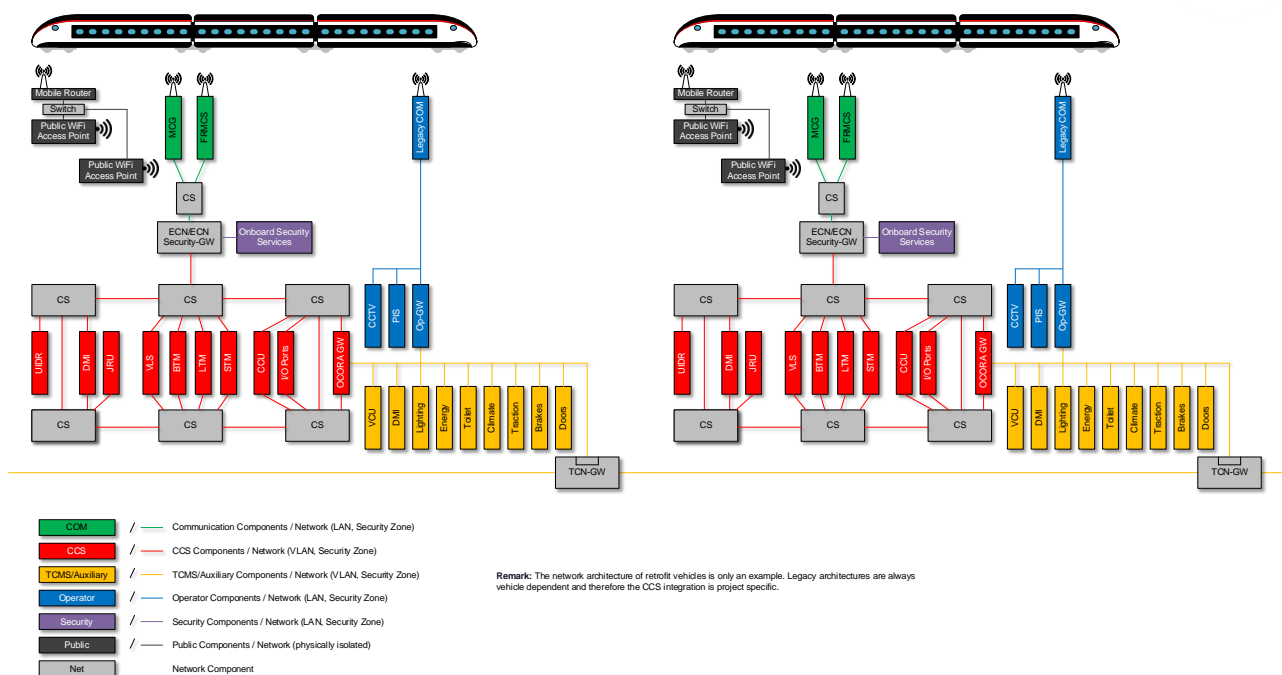 Mobile Router
Switch
Public WiFi
Access Point
Public WiFi
Access Point
MCG
FRMCS
Legacy COM
CS
ECN/ECN
Security-GW
Onboard Security
Services
CS
CS
CS
CCTV
PIS
Op-GW
UIDR
DMI
JRU
VLS
BTM
LTM
STM
CCU
I/O Ports
OCORA GW
VCU
DMI
Lighting
Energy
Toilet
Climate
Traction
Brakes
Doors
CS
CS
CS
TCN-GW
Mobile Router
Switch
Public WiFi
Access Point
Public WiFi
Access Point
MCG
FRMCS
Legacy COM
CS
ECN/ECN
Security-GW
Onboard Security
Services
CS
CS
CS
CCTV
PIS
Op-GW
UIDR
DMI
JRU
VLS
BTM
LTM
STM
CCU
I/O Ports
OCORA GW
VCU
DMI
Lighting
Energy
Toilet
Climate
Traction
Brakes
Doors
CS
CS
CS
TCN-GW
COM / Communication Components / Network (LAN, Security Zone)
CCS / CCS Components / Network (VLAN, Security Zone)
TCMS/Auxiliary / TCMS/Auxiliary Components / Network (VLAN, Security Zone)
Operator / Operator Components / Network (LAN, Security Zone)
Security / Security Components / Network (LAN, Security Zone)
Public / Public Components / Network (physically isolated)
Net Network Component
Remark: The network architecture of retrofit vehicles is only an example. Legacy architectures are always
vehicle dependent and therefore the CCS integration is project specific.